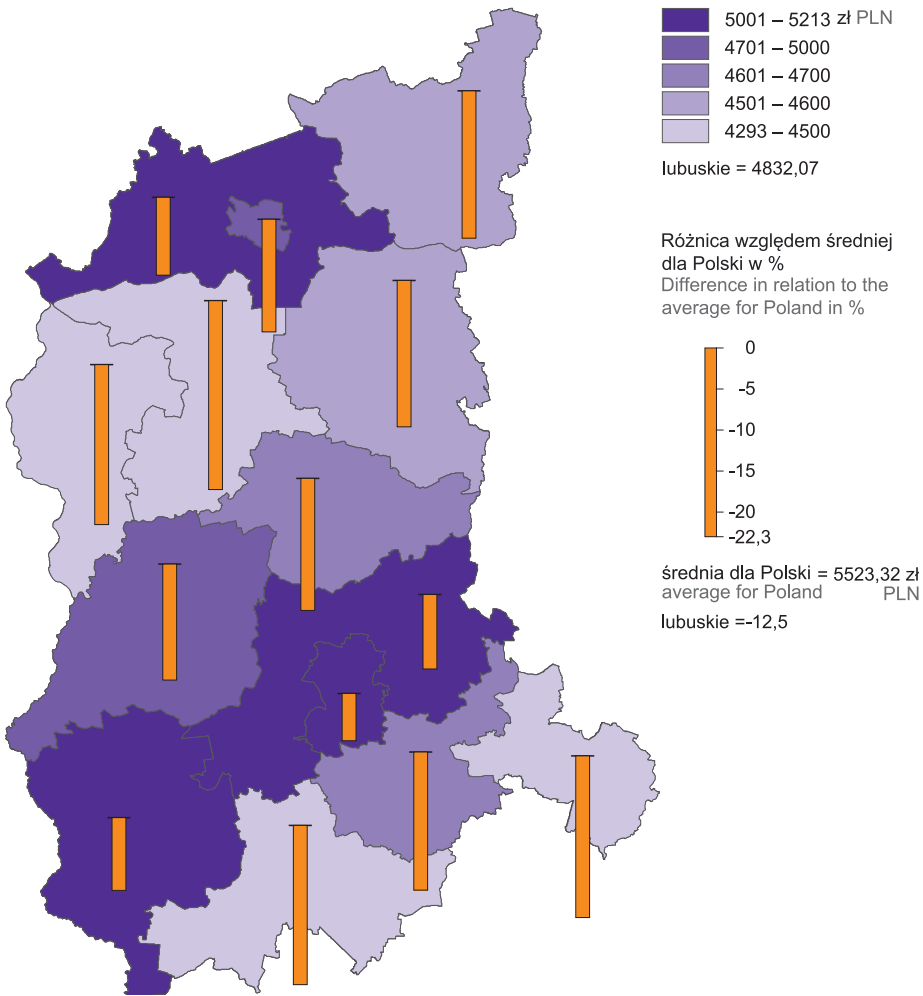 5001 – 5213 zł PLN
4701 – 5000
4601 – 4700
4501 – 4600
4293 – 4500
lubuskie = 4832,07
Różnica względem średniej
dla Polski w %
Difference in relation to the
average for Poland in %
0
-5
-10
-15
-20
-22,3
średnia dla Polski = 5523,32 zł
average for Poland PLN
lubuskie =-12,5